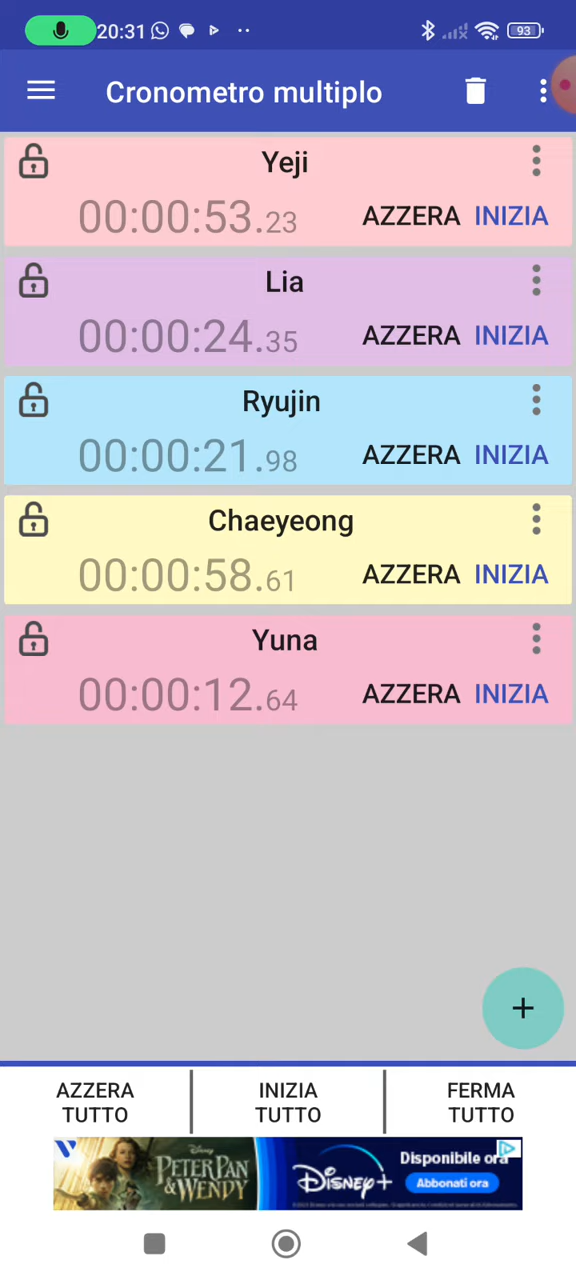 20:31
93
Cronometro multiplo
Yeji
00:00:53.23 AZZERA INIZIA
Lia
00:00:24.35 AZZERA INIZIA
Ryujin
00:00:21.98 AZZERA INIZIA
Chaeyeong
00:00:58.61 AZZERA INIZIA
Yuna
00:00:12.64 AZZERA INIZIA
+
AZZERA TUTTO
INIZIA TUTTO
FERMA TUTTO
Disney
PETER PAN
& WENDY
Disney+
Disponibile ora
Abbonati ora